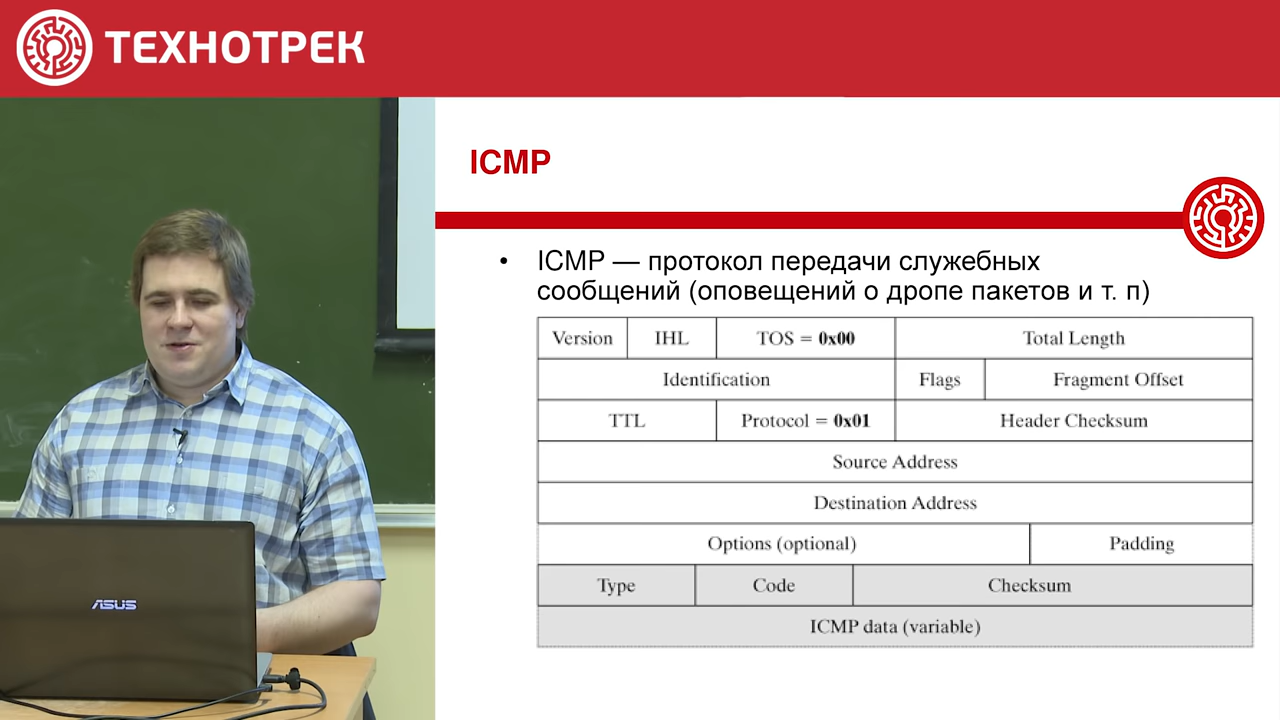 ТЕХНОТРЕК
ICMP
• ICMP — протокол передачи служебных
сообщений (оповещений о дропе пакетов и т. п)
Version IHL TOS = 0x00 Total Length
Identification Flags Fragment Offset
TTL Protocol = 0x01 Header Checksum
Source Address
Destination Address
Options (optional) Padding
Type Code Checksum
ICMP data (variable)
ASUS